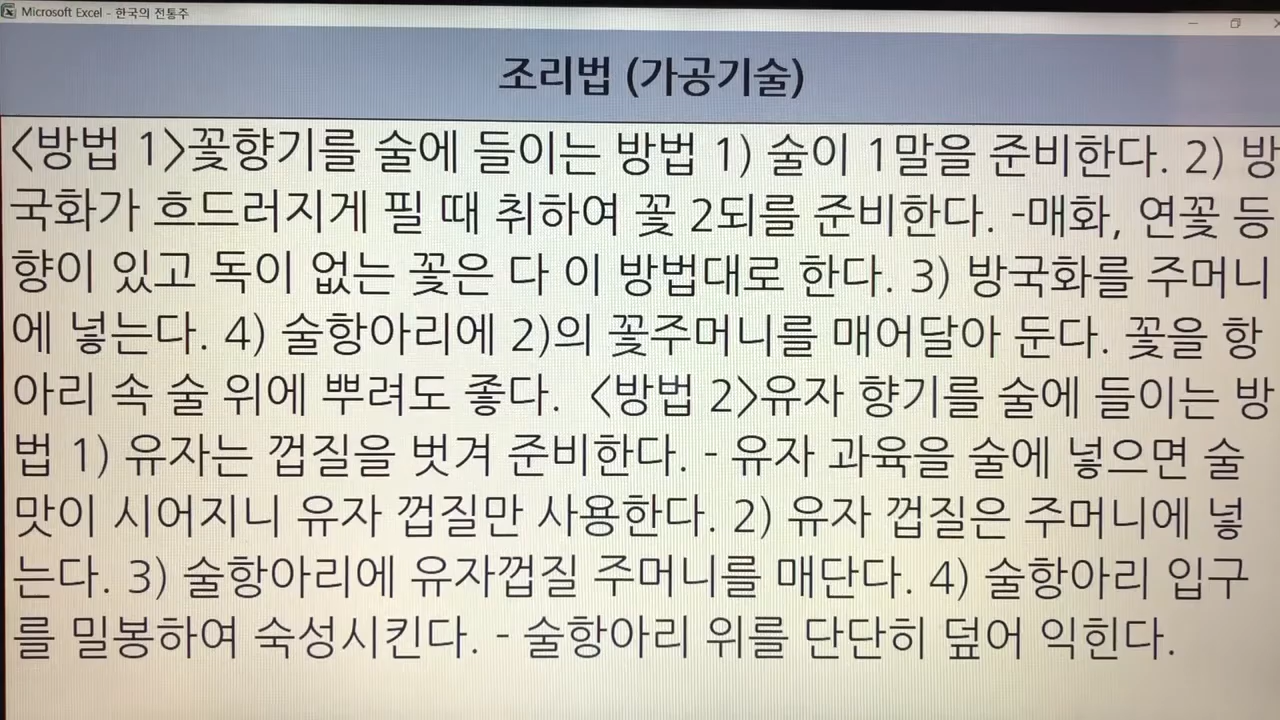 Microsoft Excel - 한국의 전통주
조리법 (가공기술)
<방법 1>꽃향기를 술에 들이는 방법 1) 술이 1말을 준비한다. 2) 방
국화가 흐드러지게 필 때 취하여 꽃 2되를 준비한다. -매화, 연꽃 등
향이 있고 독이 없는 꽃은 다 이 방법대로 한다. 3) 방국화를 주머니
에 넣는다. 4) 술항아리에 2)의 꽃주머니를 매어달아 둔다. 꽃을 항
아리 속 술 위에 뿌려도 좋다. <방법 2>유자 향기를 술에 들이는 방
법 1) 유자는 껍질을 벗겨 준비한다. - 유자 과육을 술에 넣으면 술
맛이 시어지니 유자 껍질만 사용한다. 2) 유자 껍질은 주머니에 넣
는다. 3) 술항아리에 유자껍질 주머니를 매단다. 4) 술항아리 입구
를 밀봉하여 숙성시킨다. - 술항아리 위를 단단히 덮어 익힌다.